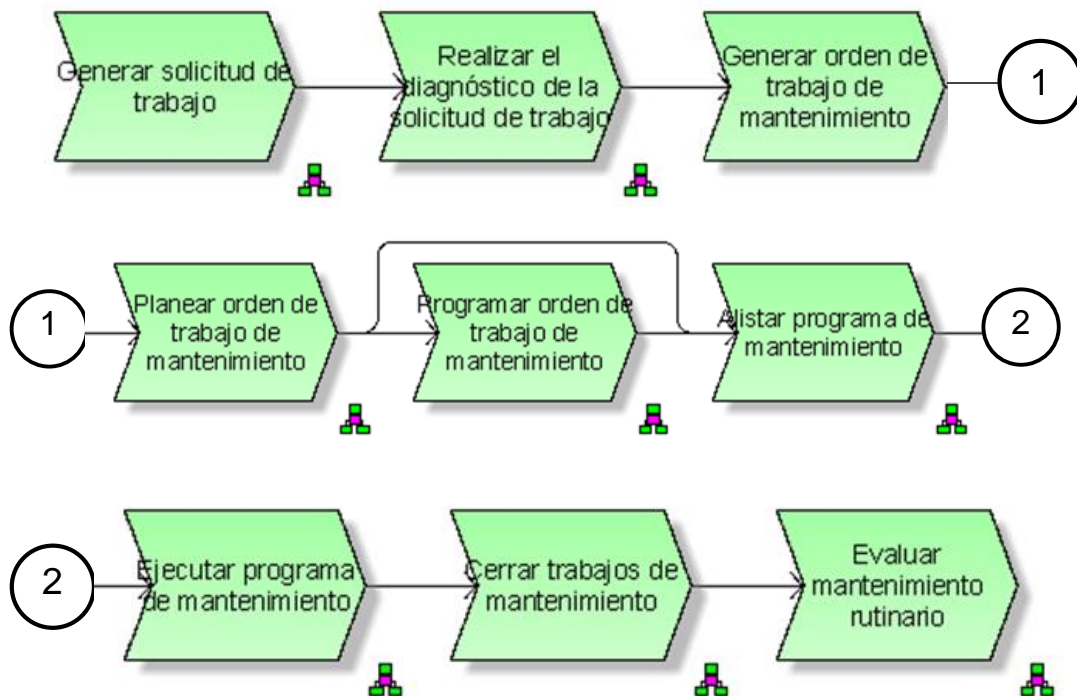 Generar solicitud de
trabajo
Realizar el
diagnóstico de la
solicitud de trabajo
Generar orden de
trabajo de
mantenimiento
1
1
Planear orden de
trabajo de
mantenimiento
Programar orden de
trabajo de
mantenimiento
Alistar programa de
mantenimiento
2
2
Ejecutar programa
de mantenimiento
Cerrar trabajos de
mantenimiento
Evaluar
mantenimiento
rutinario